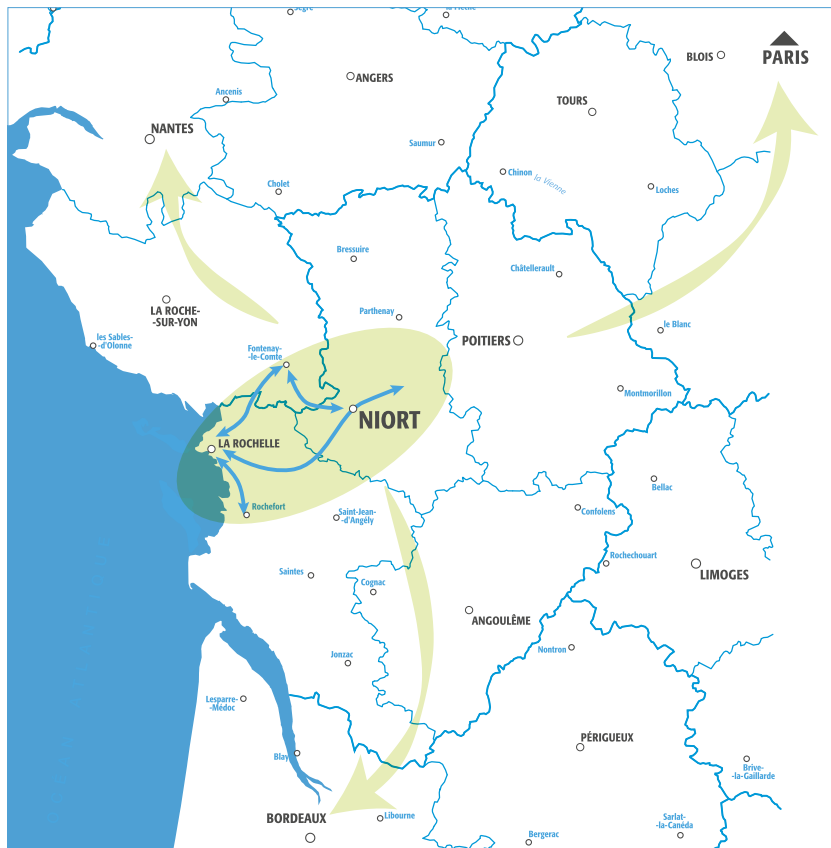 Segré
la Flèche
PARIS
BLOIS
ANGERS
Ancenis
TOURS
NANTES
Saumur
Chinon
la Vienne
Loches
Cholet
Bressuire
Châtellerault
LA ROCHE-
-SUR-YON
Parthenay
les Sables-
-d'Olonne
POITIERS
le Blanc
Fontenay-
-le-Comte
Montmorillon
NIORT
LA ROCHELLE
Bellac
Rochefort
Saint-Jean-
-d'Angély
Confolens
Rochechouart
LIMOGES
Saintes
Cognac
ANGOULÊME
Nontron
Jonzac
Lesparre-
-Médoc
PÉRIGUEUX
Blaye
Brive-
-la-Gaillarde
BORDEAUX
Libourne
Sarlat-
-la-Canéda
Bergerac